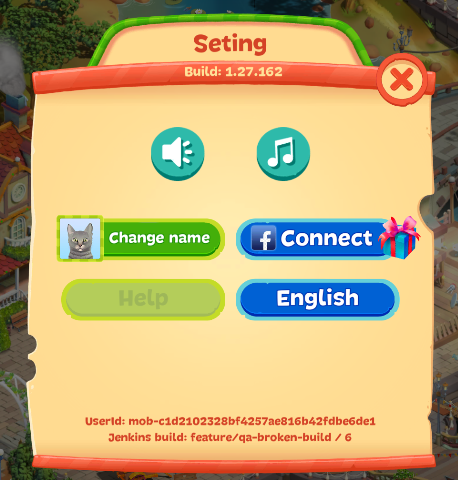 Seting
Build: 1.27.162
Change name
f Connect
Help
English
UserId: mob-c1d2102328bf4257ae816b42fdbe6de1
Jenkins build: feature/qa-broken-build / 6